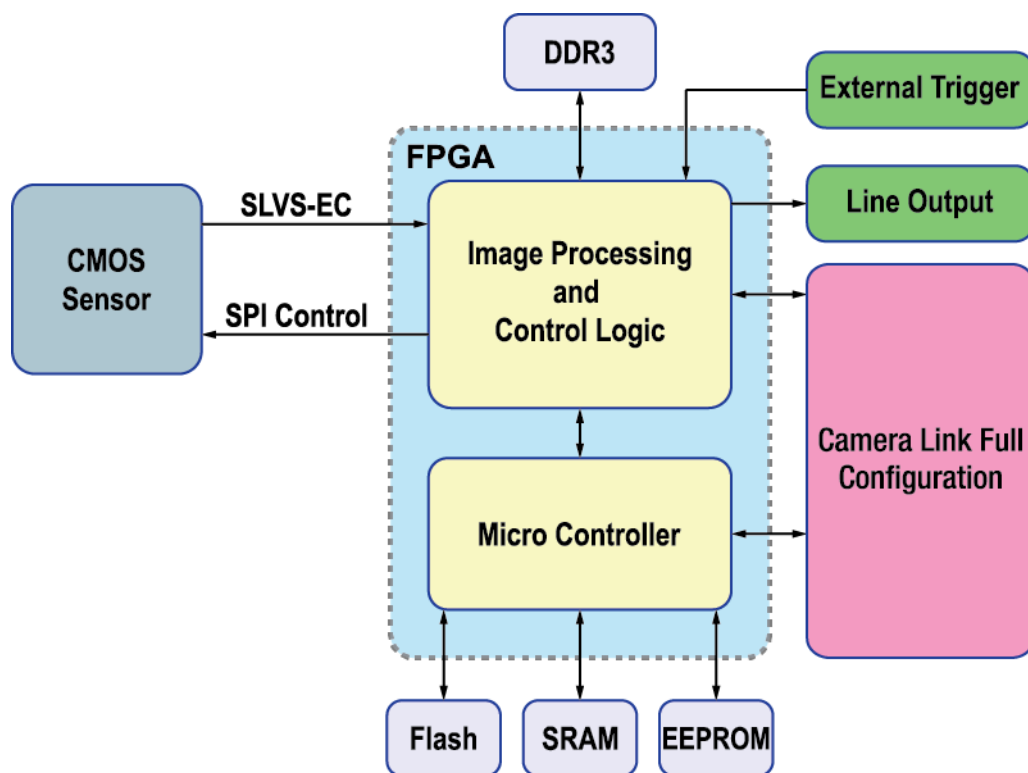 DDR3
External Trigger
FPGA
SLVS-EC
Line Output
CMOS
Sensor
Image Processing
and
Control Logic
SPI Control
Camera Link Full
Configuration
Micro Controller
Flash
SRAM
EEPROM